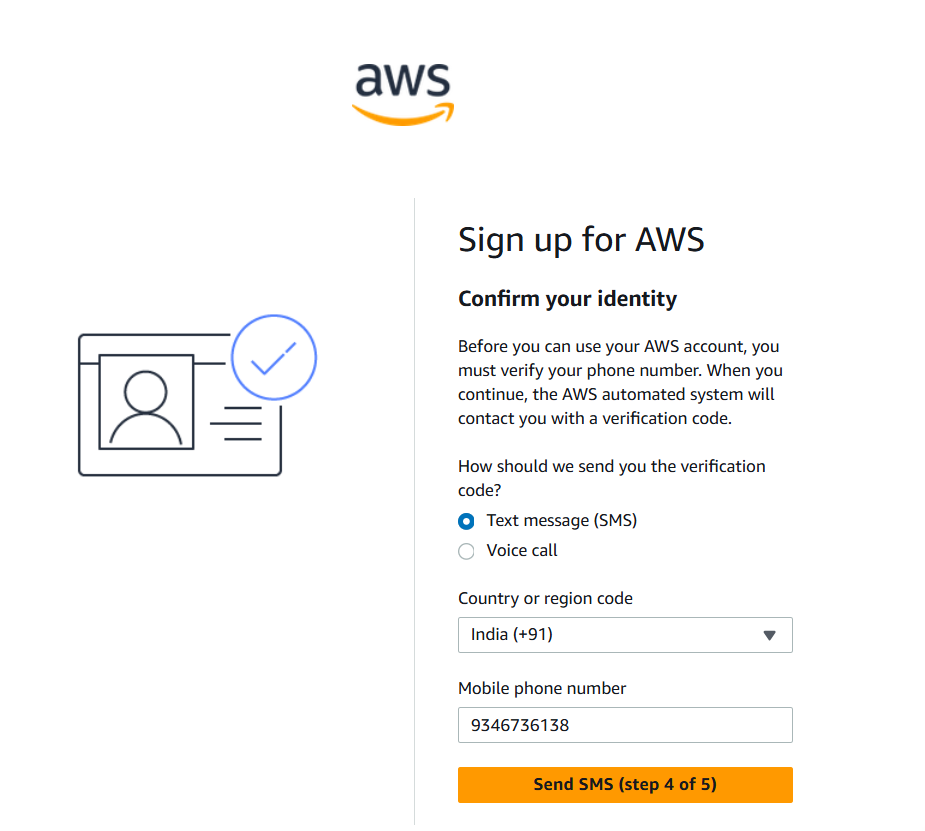 aws
Sign up for AWS
Confirm your identity
Before you can use your AWS account, you
must verify your phone number. When you
continue, the AWS automated system will
contact you with a verification code.
How should we send you the verification
code?
Text message (SMS)
Voice call
Country or region code
India (+91)
Mobile phone number
9346736138
Send SMS (step 4 of 5)